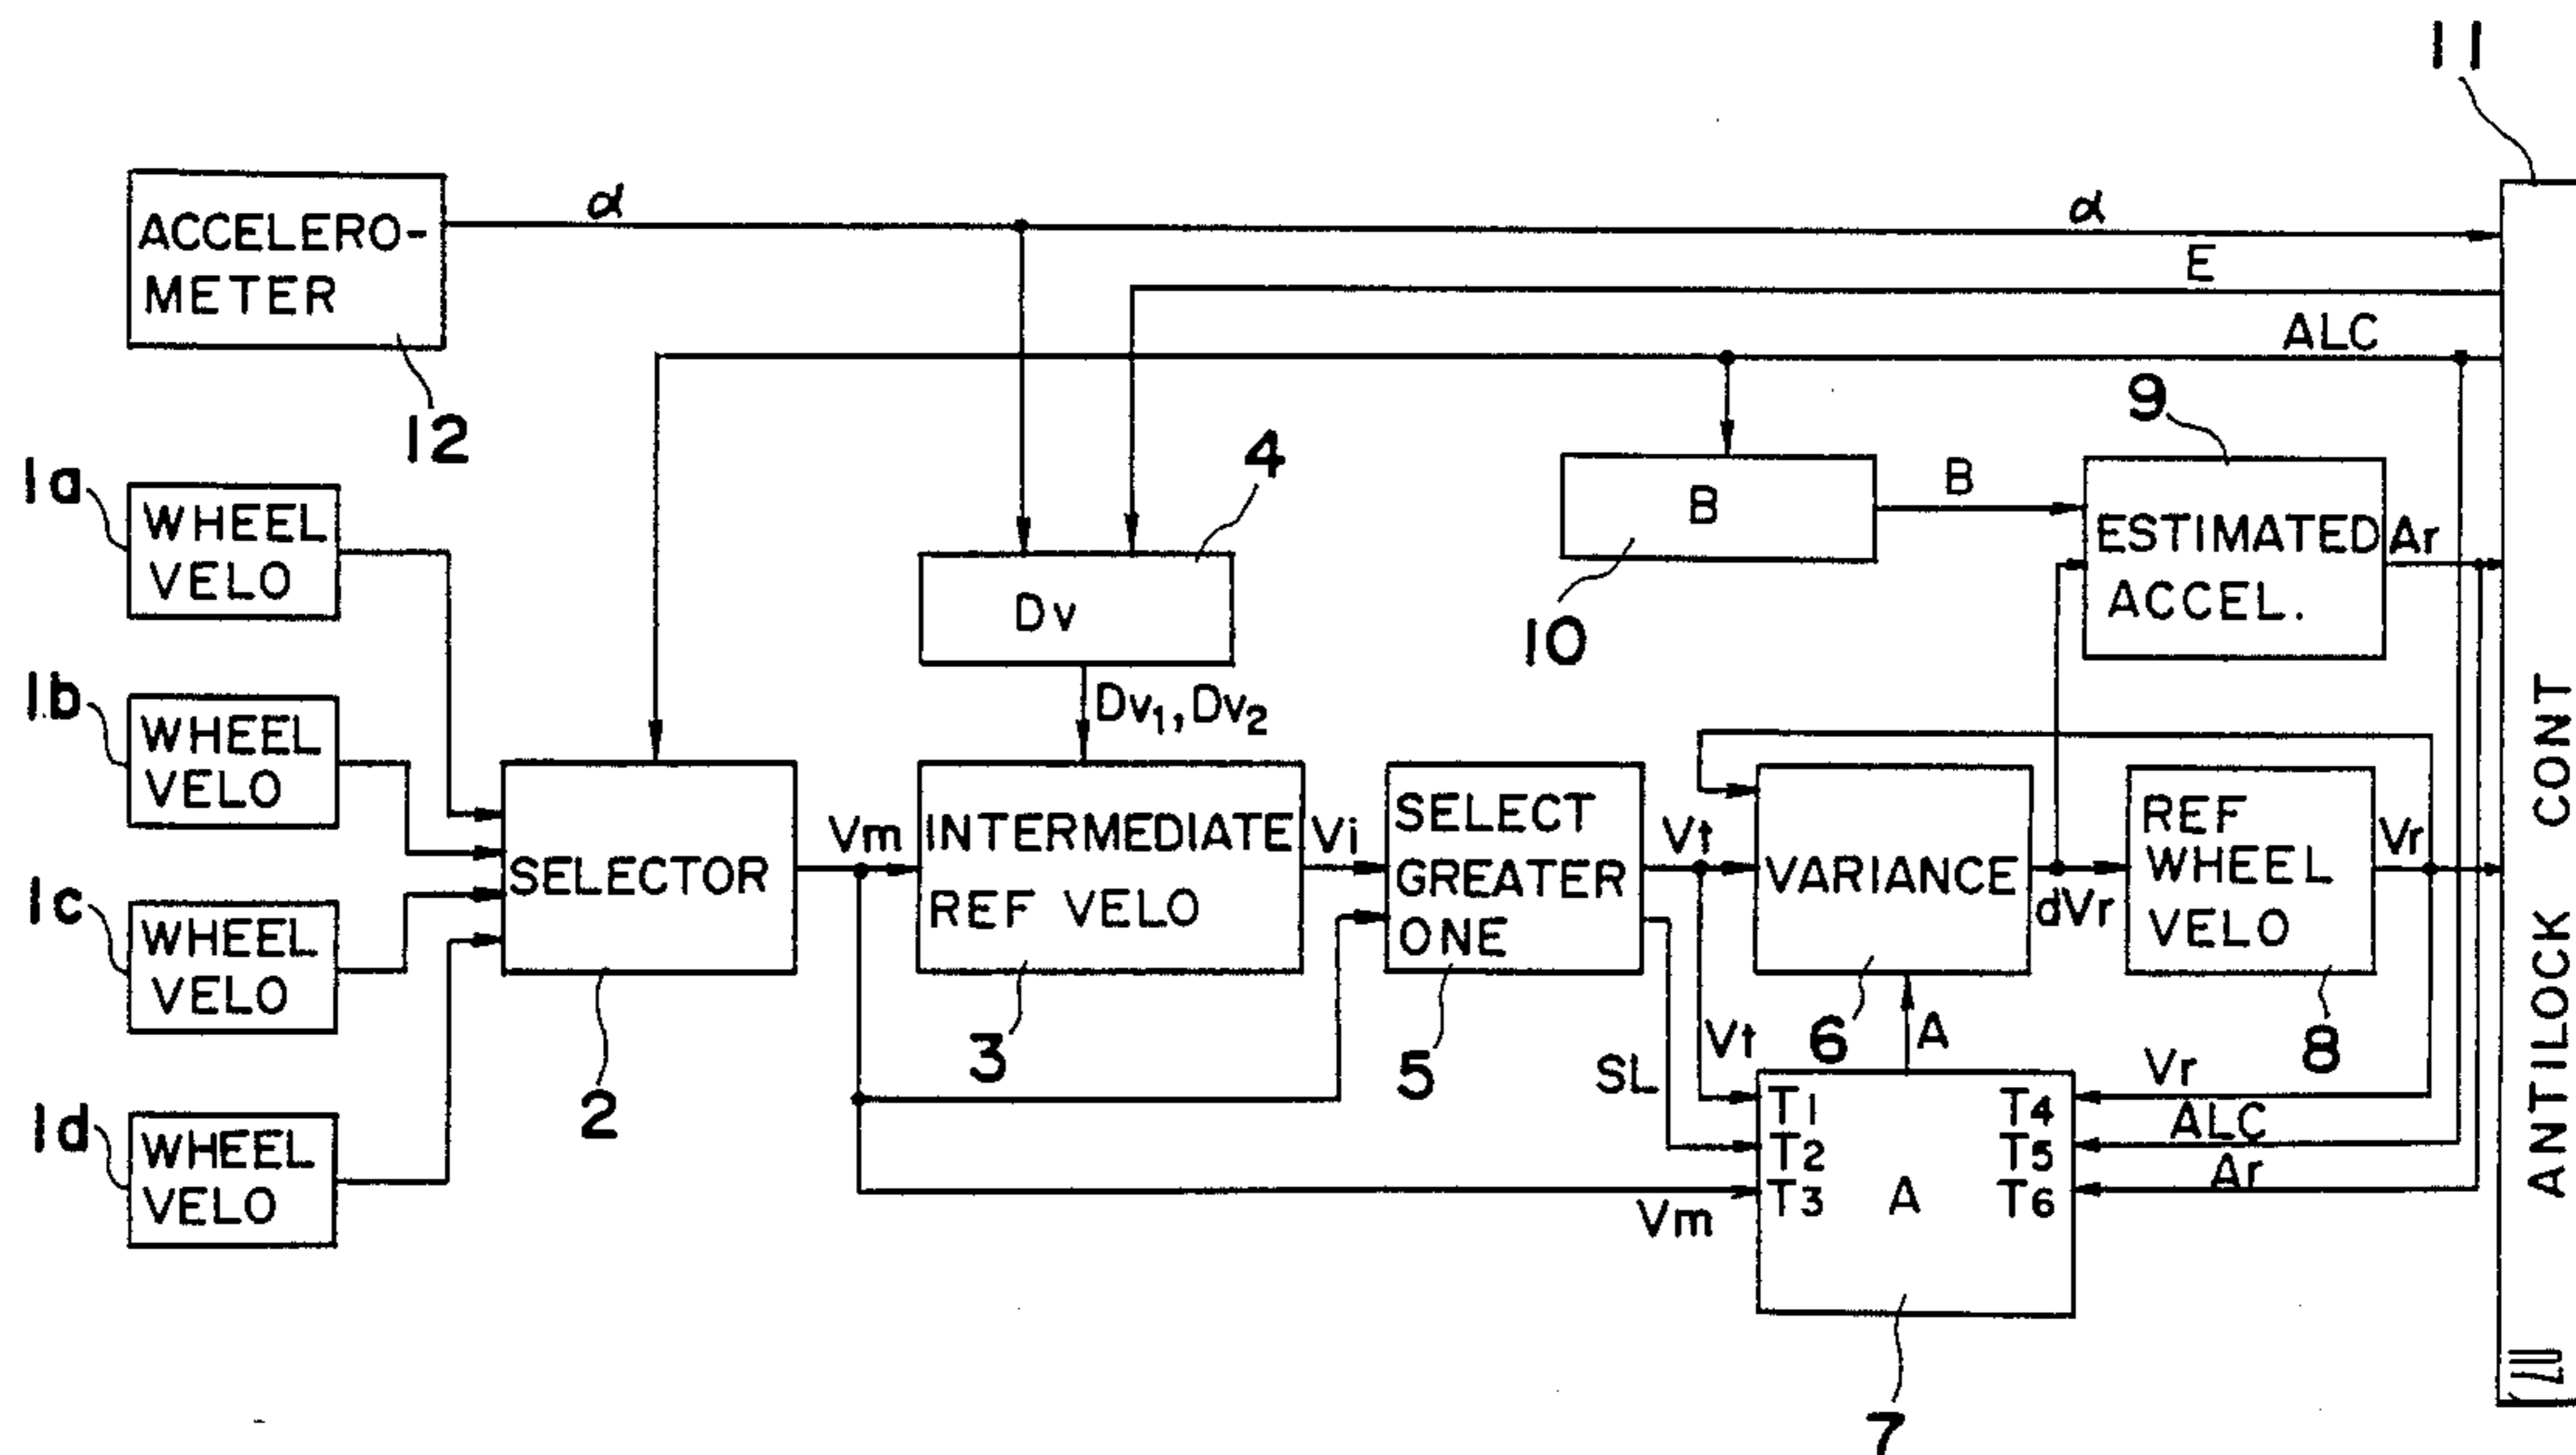 11
α
α
ACCELERO-
METER
E
ALC
12
9
4
1a
WHEEL
VELO
B
B
ESTIMATED
ACCEL.
Ar
Dv
10
1b
WHEEL
VELO
Dv1, Dv2
1c
WHEEL
VELO
SELECTOR
Vm
INTERMEDIATE
REF VELO
Vi
SELECT
GREATER
ONE
Vt
VARIANCE
dVr
REF
WHEEL
VELO
Vr
ANTILOCK CONT
2
3
5
6
8
SL
Vt
A
1d
WHEEL
VELO
T1
T2
T3
A
T4
T5
T6
Vr
ALC
Ar
Vm
7